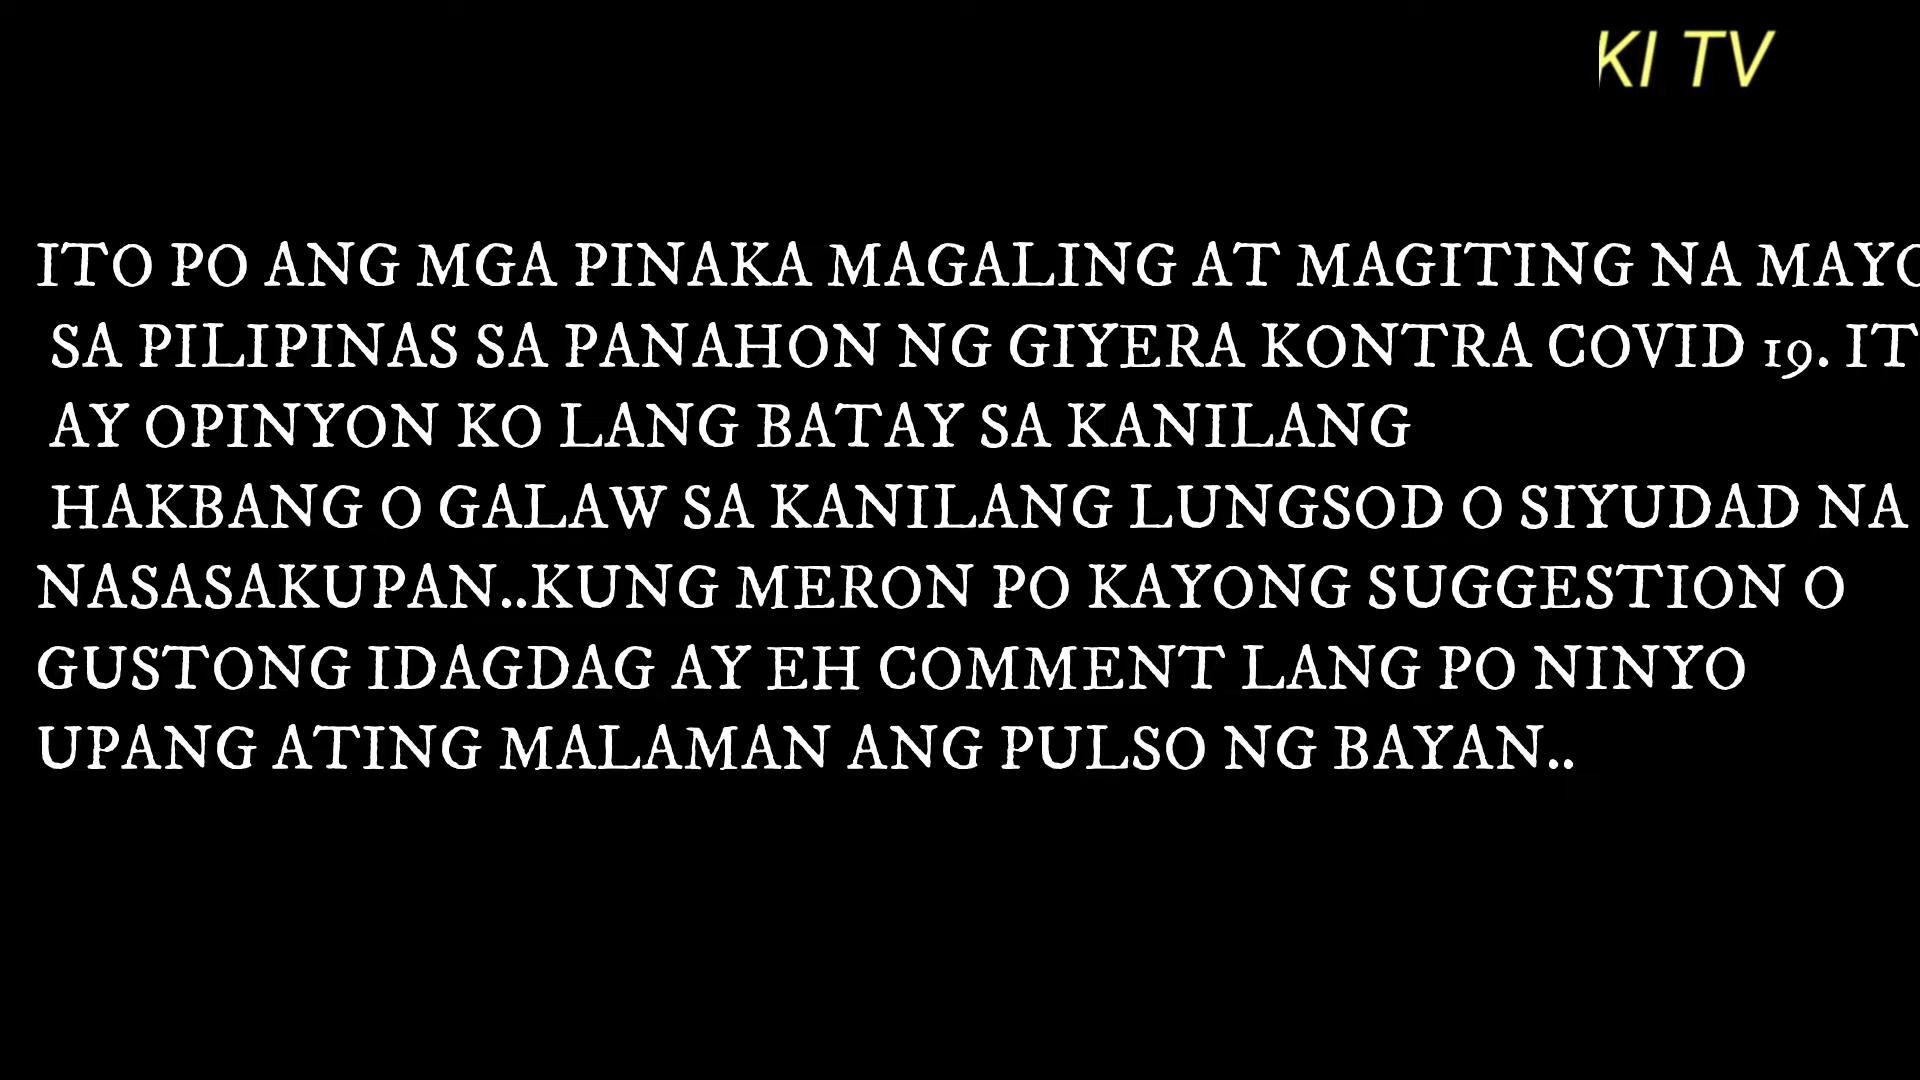 KI TV
ITO PO ANG MGA PINAKA MAGALING AT MAGITING NA MAYO
SA PILIPINAS SA PANAHON NG GIYERA KONTRA COVID 19. IT
AY OPINYON KO LANG BATAY SA KANILANG
HAKBANG O GALAW SA KANILANG LUNGSOD O SIYUDAD NA
NASASAKUPAN..KUNG MERON PO KAYONG SUGGESTION O
GUSTONG IDAGDAG AY EH COMMENT LANG PO NINYO
UPANG ATING MALAMAN ANG PULSO NG BAYAN..